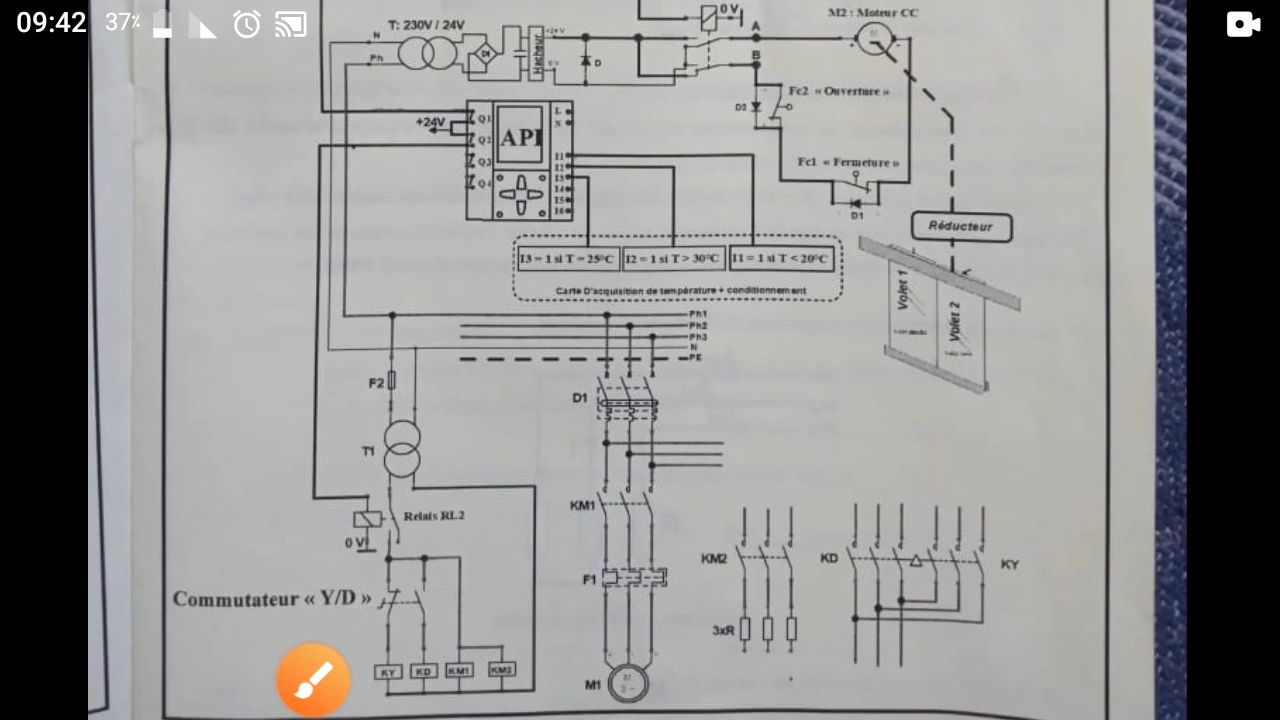 09:42 37%
0 V
M2 : Moteur CC
T: 230V / 24V
A
N
+24 V
M
Ph
Hacheur
D
B
0 V
Fc2 « Ouverture »
D2
+24V
Q1
API
L
N
Q2
Fc1 « Fermeture »
Q3
I1
I2
Q4
I3
I4
I5
I6
D1
Réducteur
I3 = 1 si T = 25°C
I2 = 1 si T > 30°C
I1 = 1 si T < 20°C
Carte D'acquisition de température + conditionnement
Volet 1
Volet 2
Ph1
Ph2
Ph3
N
PE
F2
D1
T1
KM1
Relais RL2
0 V
KM2
KD
KY
F1
Commutateur « Y/D »
3xR
KY
KD
KM1
KM2
M1